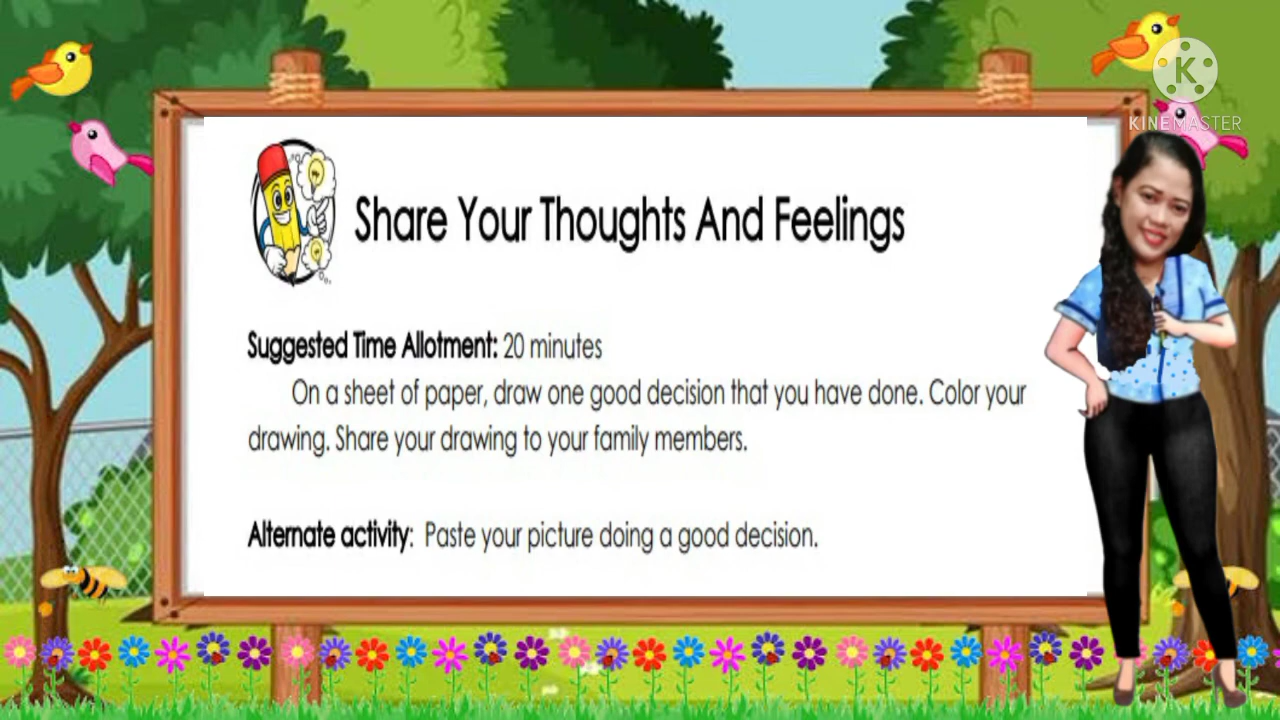 KINEMASTER
Share Your Thoughts And Feelings
Suggested Time Allotment: 20 minutes
On a sheet of paper, draw one good decision that you have done. Color your
drawing. Share your drawing to your family members.
Alternate activity: Paste your picture doing a good decision.